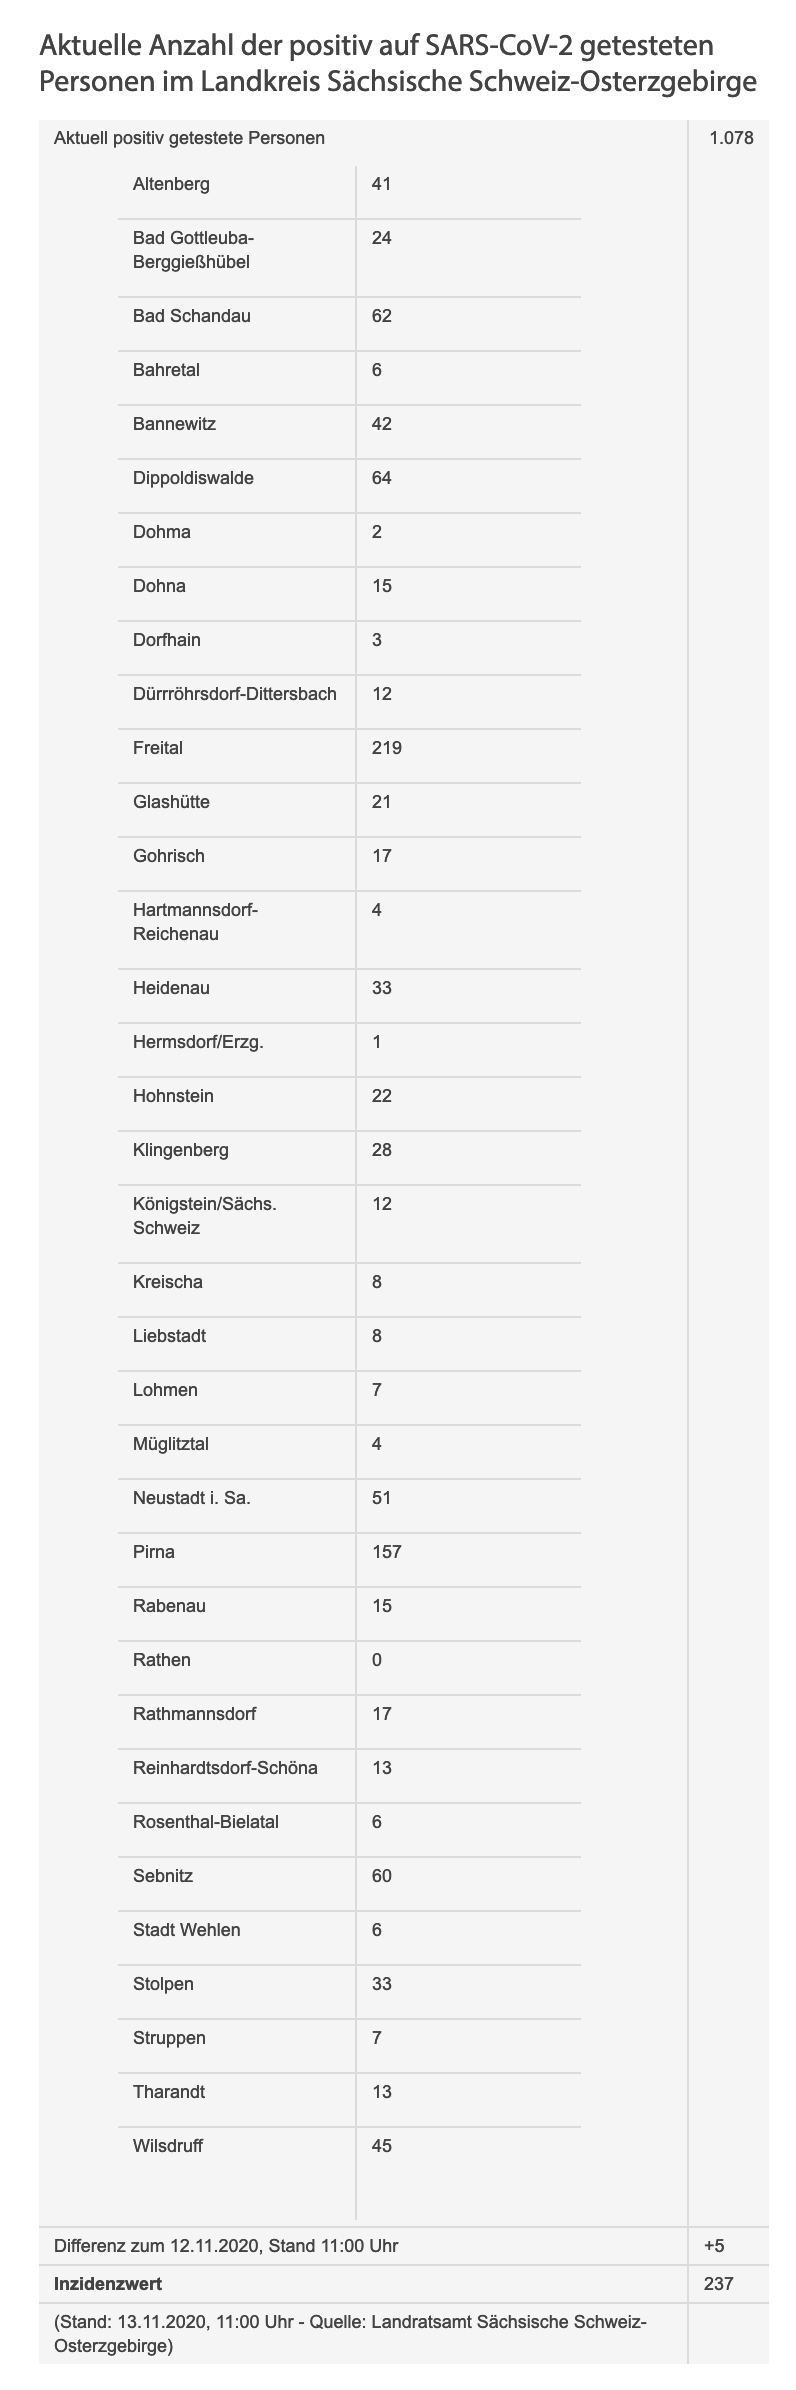 Aktuelle Anzahl der positiv auf SARS-CoV-2 getesteten
Personen im Landkreis Sächsische Schweiz-Osterzgebirge
Aktuell positiv getestete Personen 1.078
Altenberg 41
Bad Gottleuba- 24
Berggießhübel
Bad Schandau 62
Bahretal 6
Bannewitz 42
Dippoldiswalde 64
Dohma 2
Dohna 15
Dorfhain 3
Dürrröhrsdorf-Dittersbach 12
Freital 219
Glashütte 21
Gohrisch 17
Hartmannsdorf- 4
Reichenau
Heidenau 33
Hermsdorf/Erzg. 1
Hohnstein 22
Klingenberg 28
Königstein/Sächs. 12
Schweiz
Kreischa 8
Liebstadt 8
Lohmen 7
Müglitztal 4
Neustadt i. Sa. 51
Pirna 157
Rabenau 15
Rathen 0
Rathmannsdorf 17
Reinhardtsdorf-Schöna 13
Rosenthal-Bielatal 6
Sebnitz 60
Stadt Wehlen 6
Stolpen 33
Struppen 7
Tharandt 13
Wilsdruff 45
Differenz zum 12.11.2020, Stand 11:00 Uhr +5
Inzidenzwert 237
(Stand: 13.11.2020, 11:00 Uhr - Quelle: Landratsamt Sächsische Schweiz-
Osterzgebirge)